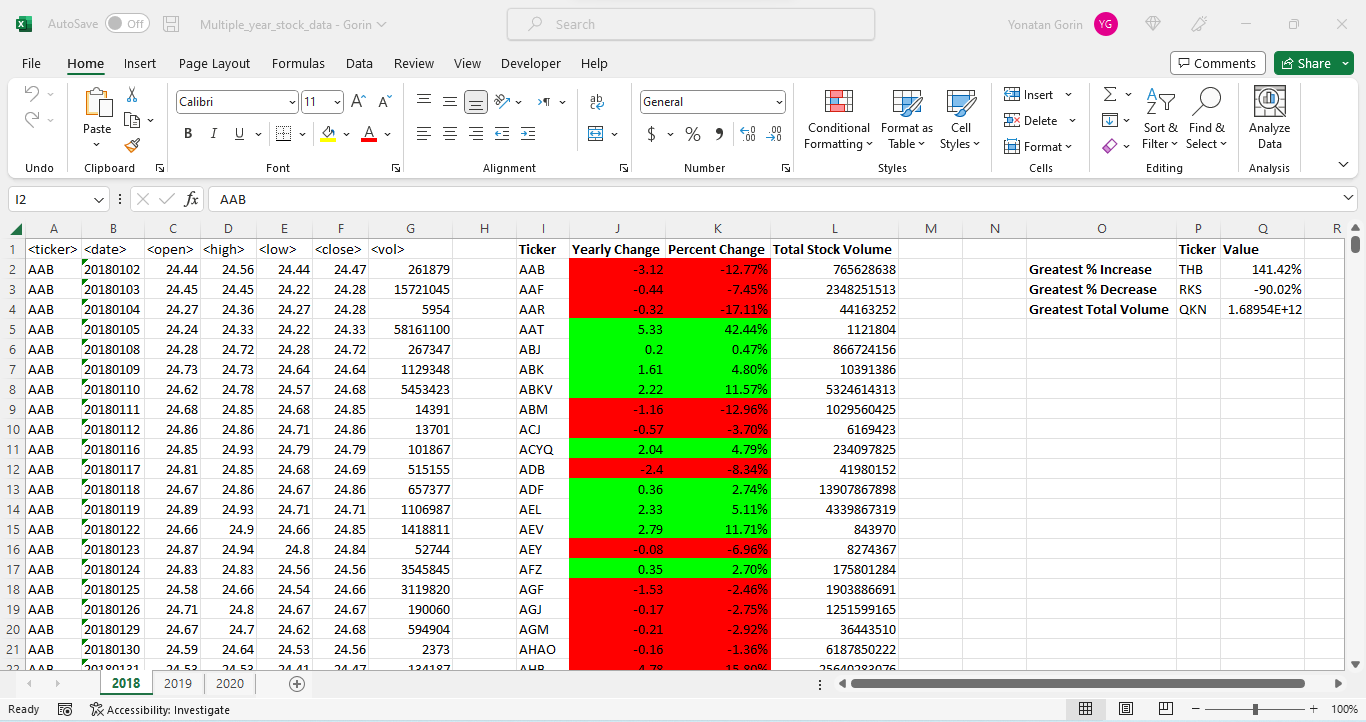 AutoSave Off Multiple_year_stock_data - Gorin Search Yonatan Gorin YG
File Home Insert Page Layout Formulas Data Review View Developer Help Comments Share
Calibri 11 ab General $ % Insert
Paste B I U A Conditional Format as Cell Delete Sort & Find & Analyze
Formatting Table Styles Format Filter Select Data
Undo Clipboard Font Alignment Number Styles Cells Editing Analysis
I2 fx AAB
A B C D E F G H I J K L M N O P Q R
1 <ticker> <date> <open> <high> <low> <close> <vol> Ticker Yearly Change Percent Change Total Stock Volume Ticker Value
2 AAB 20180102 24.44 24.56 24.44 24.47 261879 AAB -3.12 -12.77% 765628638 Greatest % Increase THB 141.42%
3 AAB 20180103 24.45 24.45 24.22 24.28 15721045 AAF -0.44 -7.45% 2348251513 Greatest % Decrease RKS -90.02%
4 AAB 20180104 24.27 24.36 24.27 24.28 5954 AAR -0.32 -17.11% 44163252 Greatest Total Volume QKN 1.68954E+12
5 AAB 20180105 24.24 24.33 24.22 24.33 58161100 AAT 5.33 42.44% 1121804
6 AAB 20180108 24.28 24.72 24.28 24.72 267347 ABJ 0.2 0.47% 866724156
7 AAB 20180109 24.73 24.73 24.64 24.64 1129348 ABK 1.61 4.80% 10391386
8 AAB 20180110 24.62 24.78 24.57 24.68 5453423 ABKV 2.22 11.57% 5324614313
9 AAB 20180111 24.68 24.85 24.68 24.85 14391 ABM -1.16 -12.96% 1029560425
10 AAB 20180112 24.86 24.86 24.71 24.86 13701 ACJ -0.57 -3.70% 6169423
11 AAB 20180116 24.85 24.93 24.79 24.79 101867 ACYQ 2.04 4.79% 234097825
12 AAB 20180117 24.81 24.85 24.68 24.69 515155 ADB -2.4 -8.34% 41980152
13 AAB 20180118 24.67 24.86 24.67 24.86 657377 ADF 0.36 2.74% 13907867898
14 AAB 20180119 24.89 24.93 24.71 24.71 1106987 AEL 2.33 5.11% 4339867319
15 AAB 20180122 24.66 24.9 24.66 24.85 1418811 AEV 2.79 11.71% 843970
16 AAB 20180123 24.87 24.94 24.8 24.84 52744 AEY -0.08 -6.96% 8274367
17 AAB 20180124 24.83 24.83 24.56 24.56 3545845 AFZ 0.35 2.70% 175801284
18 AAB 20180125 24.58 24.66 24.54 24.66 3119820 AGF -1.53 -2.46% 1903886691
19 AAB 20180126 24.71 24.8 24.67 24.67 190060 AGJ -0.17 -2.75% 1251599165
20 AAB 20180129 24.67 24.7 24.62 24.68 594904 AGM -0.21 -2.92% 36443510
21 AAB 20180130 24.59 24.64 24.53 24.56 2373 AHAO -0.16 -1.36% 6187850222
22 AAB 20180131 24.53 24.53 24.41 24.47 134187
2018 2019 2020
Ready Accessibility: Investigate 100%